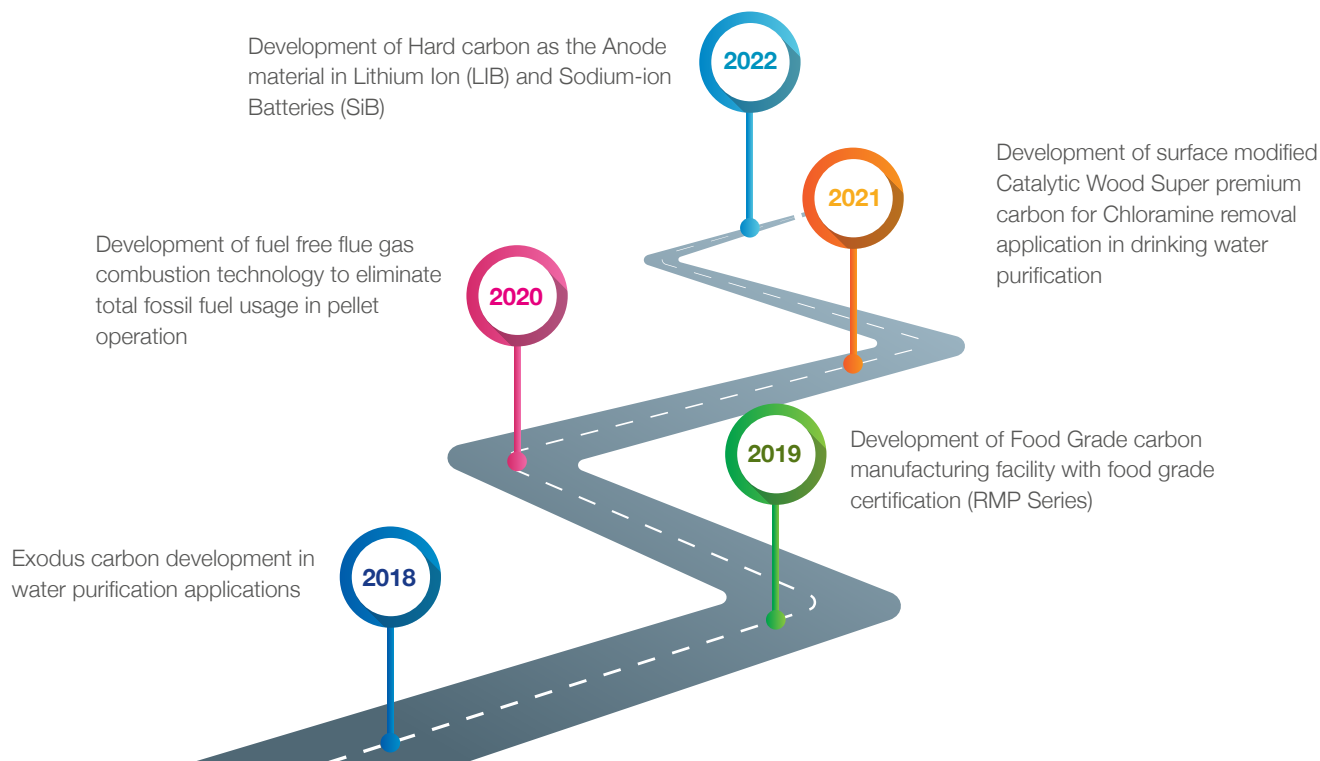 Development of Hard carbon as the Anode
material in Lithium Ion (LIB) and Sodium-ion
Batteries (SiB)
2022
2021
Development of surface modified
Catalytic Wood Super premium
carbon for Chloramine removal
application in drinking water
purification
Development of fuel free flue gas
combustion technology to eliminate
total fossil fuel usage in pellet
operation
2020
2019
Development of Food Grade carbon
manufacturing facility with food grade
certification (RMP Series)
Exodus carbon development in
water purification applications
2018